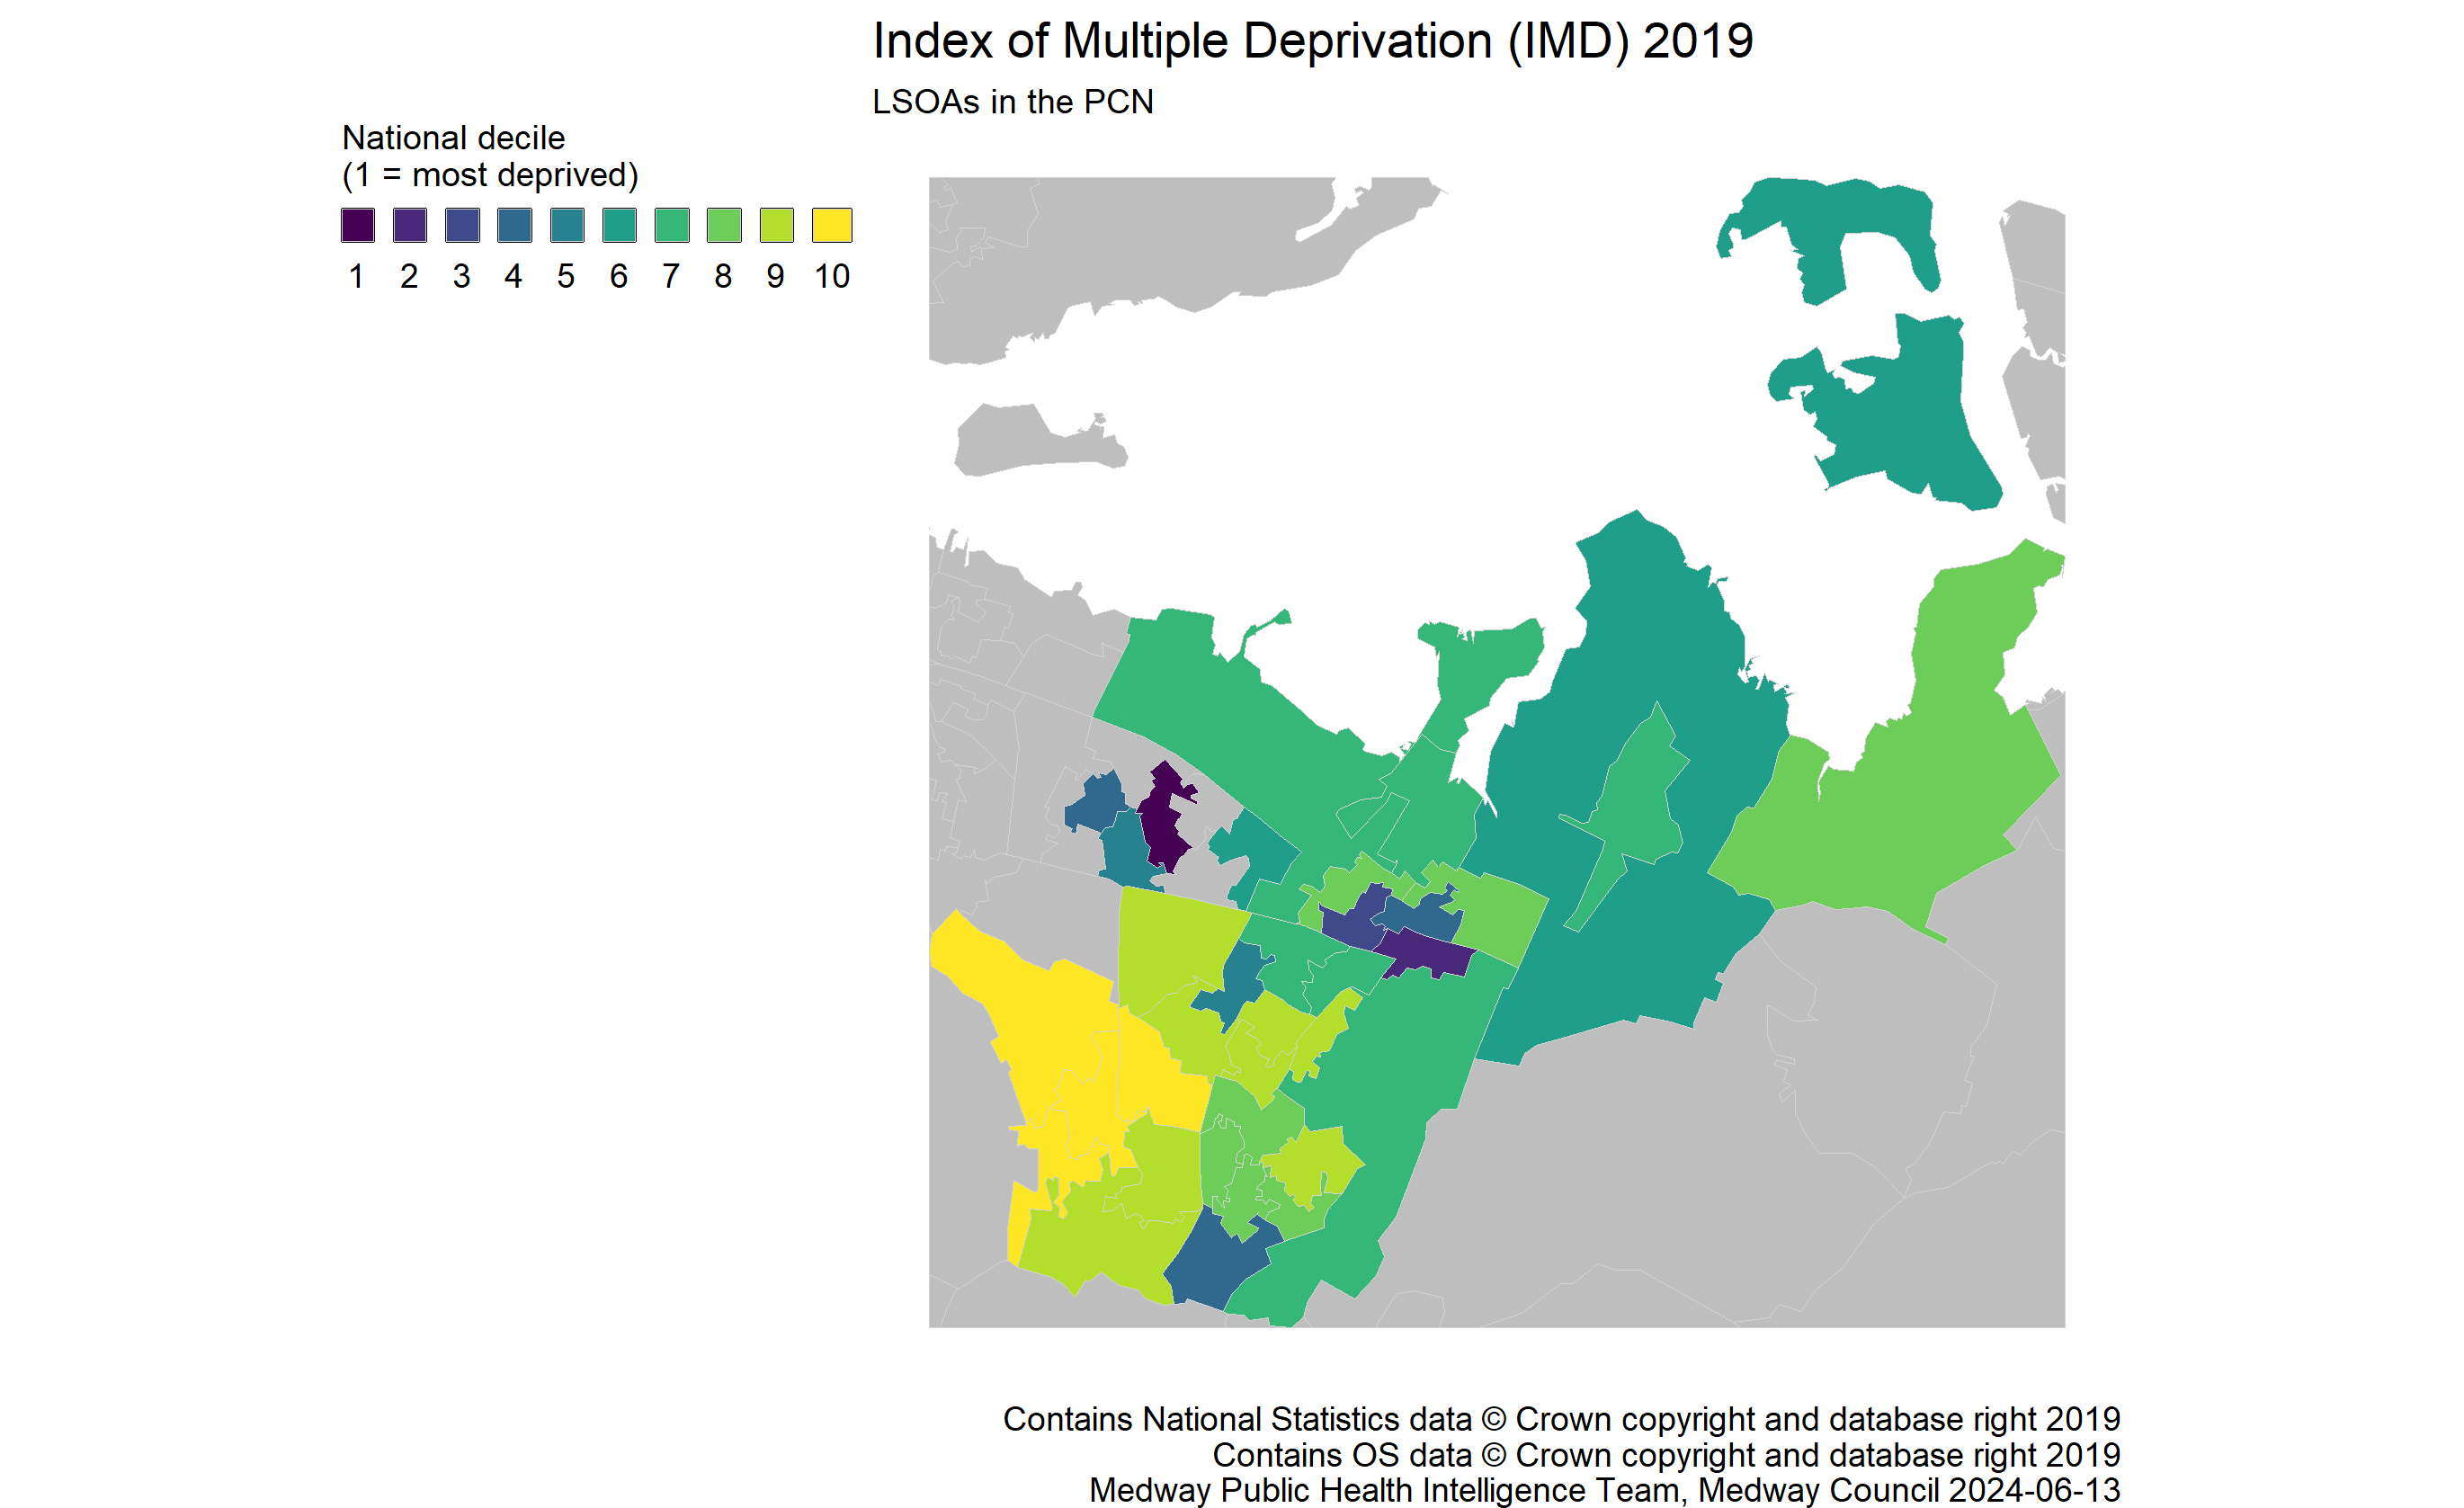 Index of Multiple Deprivation (IMD) 2019
LSOAs in the PCN
National decile
(1 = most deprived)
1 2 3 4 5 6 7 8 9 10
Contains National Statistics data © Crown copyright and database right 2019
Contains OS data © Crown copyright and database right 2019
Medway Public Health Intelligence Team, Medway Council 2024-06-13